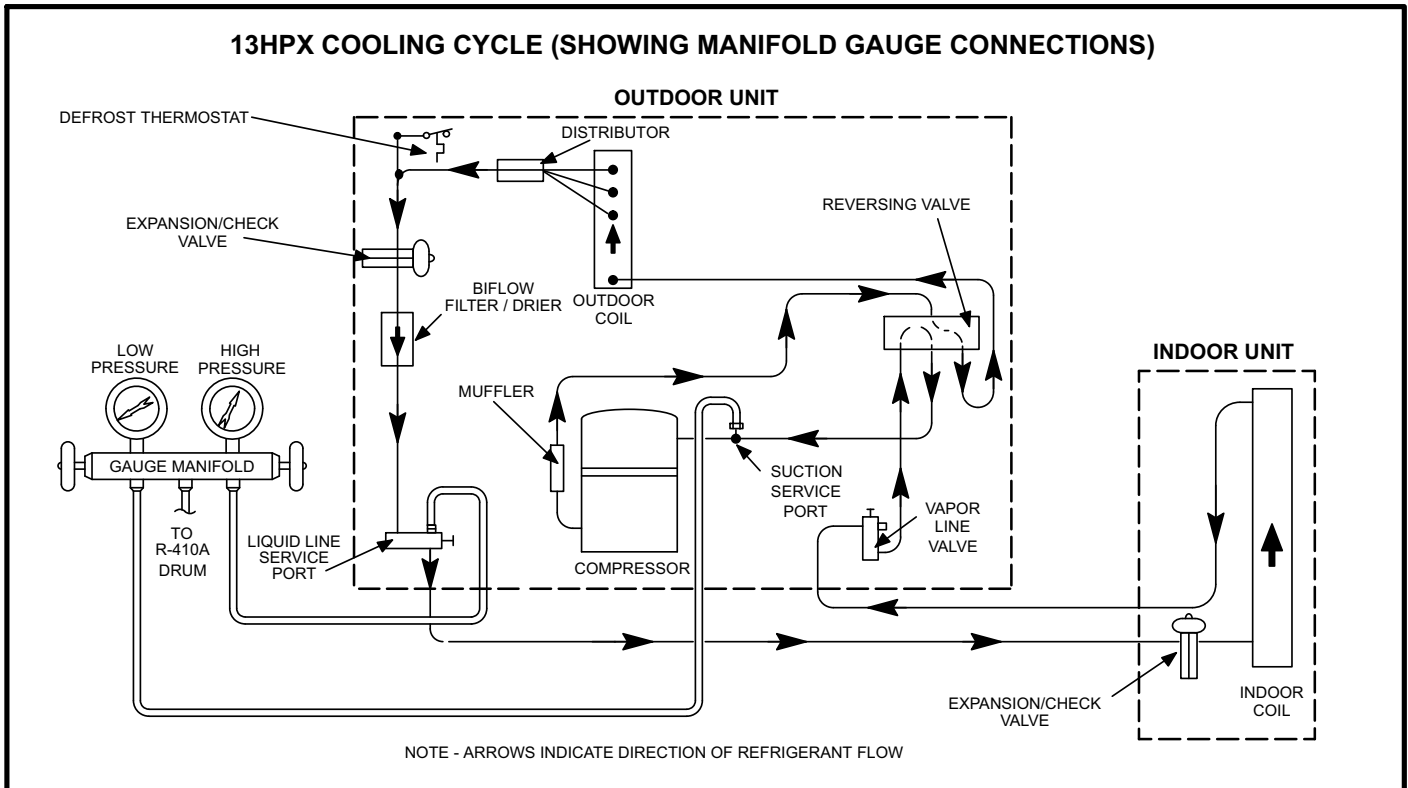 13HPX COOLING CYCLE (SHOWING MANIFOLD GAUGE CONNECTIONS)
OUTDOOR UNIT
DEFROST THERMOSTAT
DISTRIBUTOR
REVERSING VALVE
EXPANSION/CHECK
VALVE
BIFLOW
FILTER / DRIER
OUTDOOR
COIL
LOW
PRESSURE
HIGH
PRESSURE
INDOOR UNIT
MUFFLER
GAUGE MANIFOLD
SUCTION
SERVICE
PORT
VAPOR
LINE
VALVE
TO
R-410A
DRUM
LIQUID LINE
SERVICE
PORT
COMPRESSOR
EXPANSION/CHECK
VALVE
INDOOR
COIL
NOTE - ARROWS INDICATE DIRECTION OF REFRIGERANT FLOW